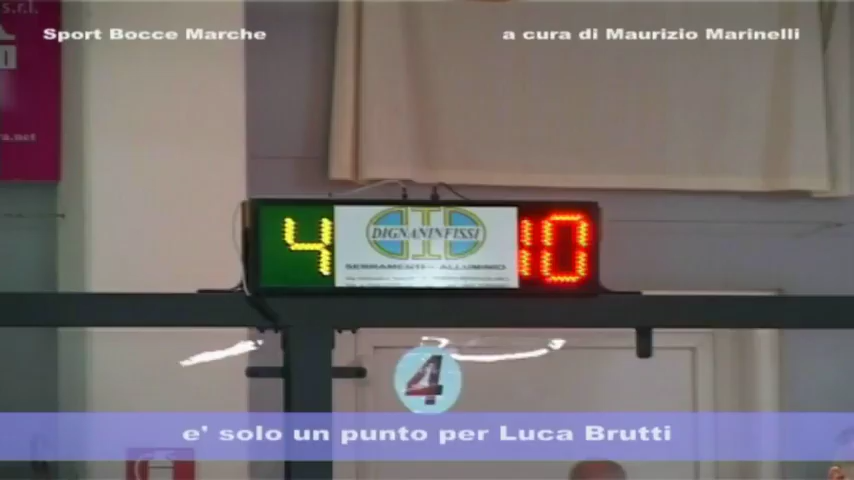 s.r.l.
Sport Bocce Marche
a cura di Maurizio Marinelli
4
DIGNANINFISSI
SERRAMENTI in ALLUMINIO
10
4
e' solo un punto per Luca Brutti